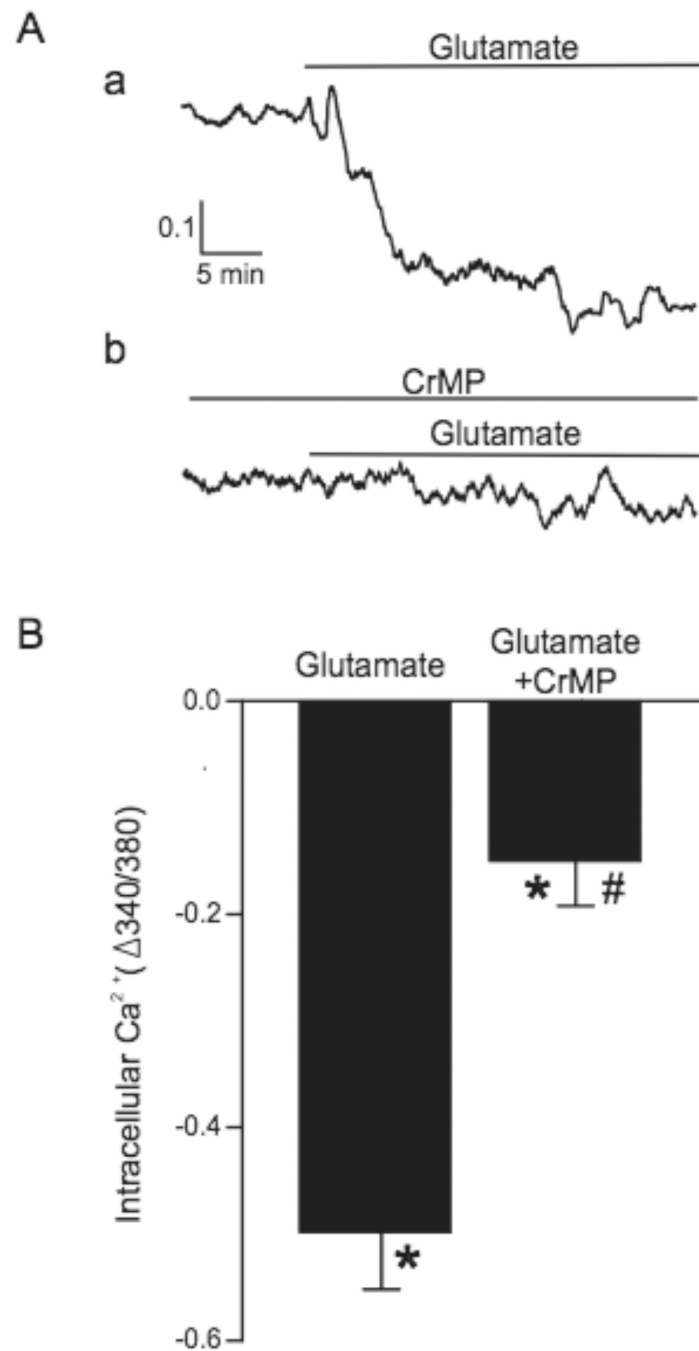 A
a
Glutamate
0.1
5 min
b
CrMP
Glutamate
B
Glutamate
Glutamate
+CrMP
0.0
-0.2
-0.4
-0.6
Intracellular Ca²⁺(Δ340/380)
*
* #